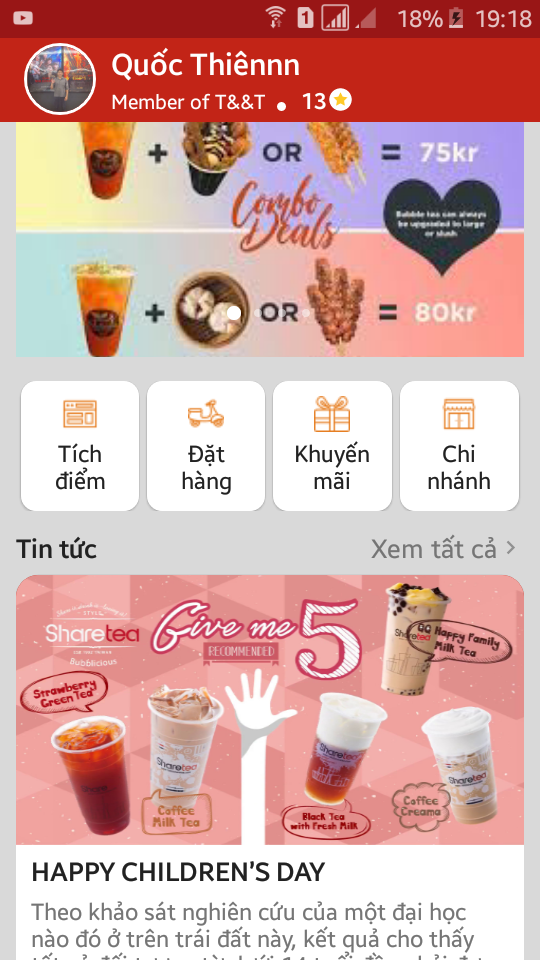 1 18% 19:18
Quốc Thiênnn
Member of T&&T • 13
+ OR = 75kr
Combo
Deals
Bubble tea can always
be upgraded to large
or slush
+ OR = 80kr
Tích
điểm
Đặt
hàng
Khuyến
mãi
Chi
nhánh
Tin tức
Xem tất cả >
Sharetea
Bubblicious
Give me 5
RECOMMENDED
QQ Happy Family
Milk Tea
Sharetea
Strawberry
Green Tea
Sharetea
Coffee
Milk Tea
Sharetea
Black Tea
with Fresh Milk
Sharetea
Coffee
Creama
HAPPY CHILDREN'S DAY
Theo khảo sát nghiên cứu của một đại học
nào đó ở trên trái đất này, kết quả cho thấy